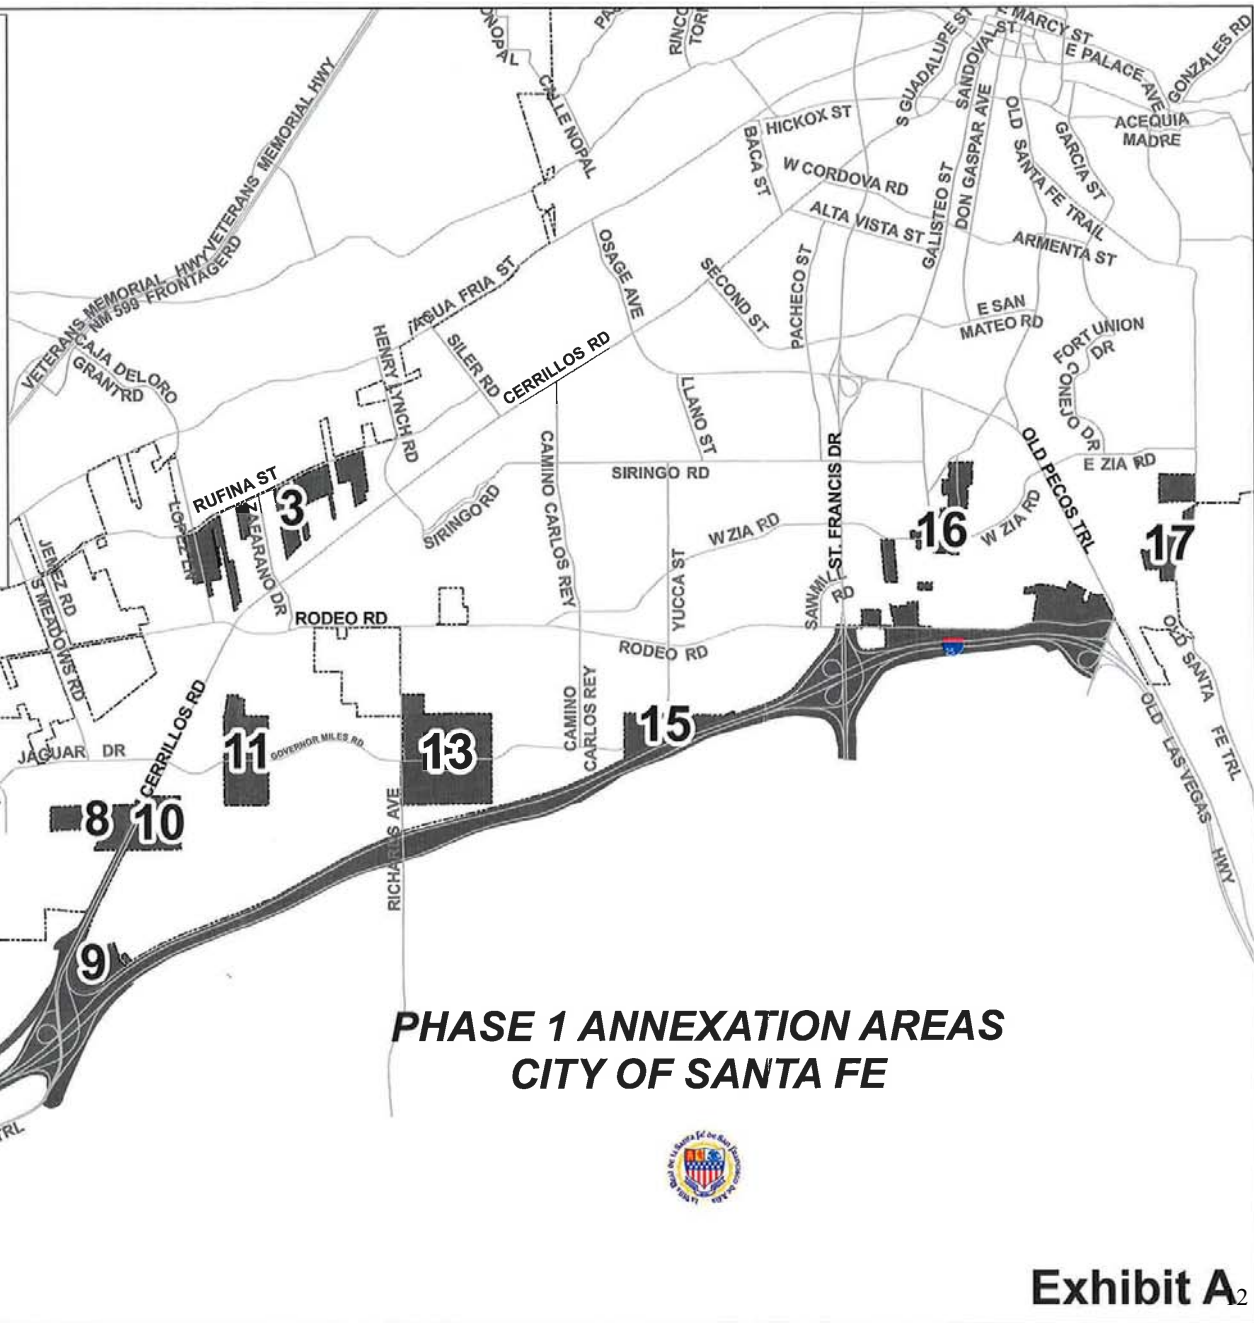 MARCY ST
E PALACE AVE
GONZALES RD
S GUADALUPE ST
SANDOVAL ST
CALLE NOPAL
VETERANS MEMORIAL HWY
HICKOX ST
BACA ST
W CORDOVA RD
ALTA VISTA ST
GALISTEO ST
DON GASPAR AVE
OLD SANTA FE TRAIL
GARCIA ST
ACEQUIA
MADRE
ARMENTA ST
VETERANS MEMORIAL HWY
NM 599 FRONTAGERD
AGUA FRIA ST
OSAGE AVE
SECOND ST
PACHECO ST
E SAN
MATEO RD
FORT UNION
DR
CONEJO DR
CAJA DEL ORO
GRANT RD
HENRY LYNCH RD
SILER RD
CERRILLOS RD
LLANO ST
SIRINGO RD
ST. FRANCIS DR
OLD PECOS TRL
E ZIA RD
RUFINA ST
3
LOPEZ LN
ZAFARANO DR
SIRINGO RD
CAMINO CARLOS REY
W ZIA RD
YUCCA ST
16
W ZIA RD
17
JEMEZ RD
S MEADOWS RD
RODEO RD
RODEO RD
SAWMILL
RD
OLD SANTA FE TRL
CERRILLOS RD
11
GOVERNOR MILES RD
13
CAMINO
CARLOS REY
15
JAGUAR DR
8
10
RICHARDS AVE
OLD LAS VEGAS HWY
9
TRL
PHASE 1 ANNEXATION AREAS
CITY OF SANTA FE
Exhibit A